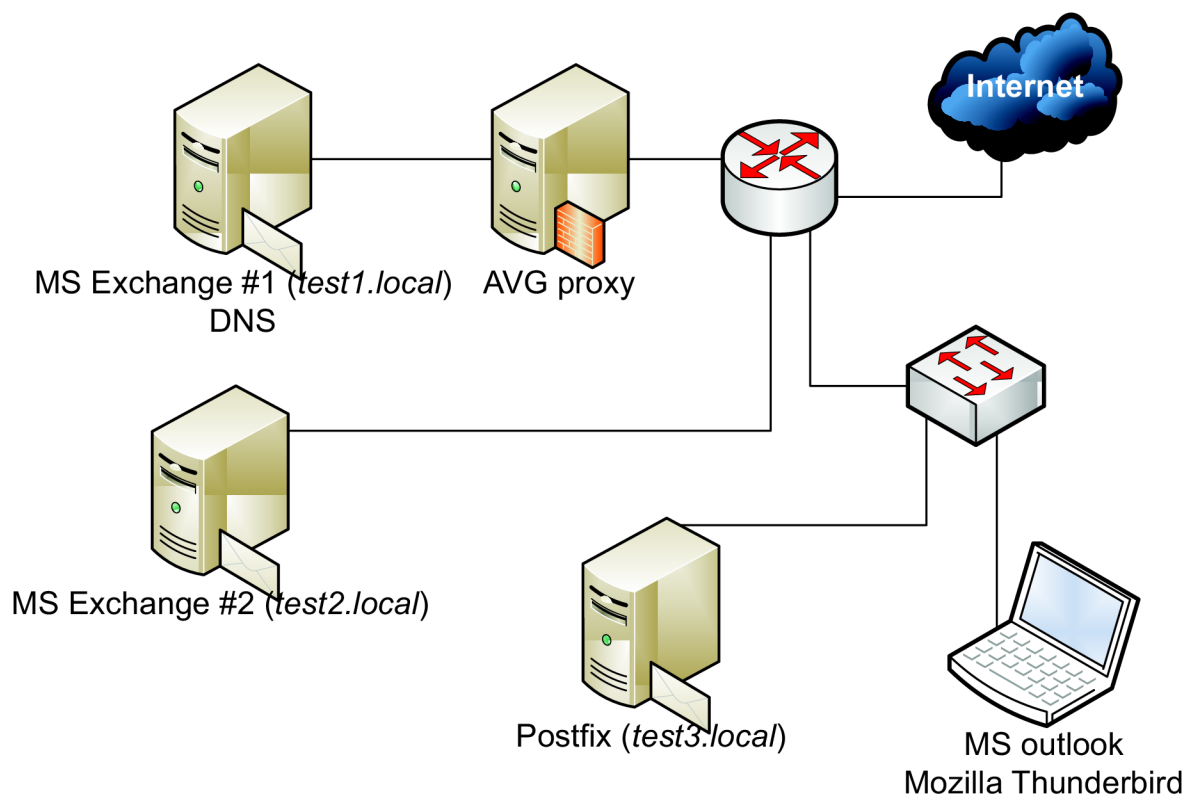 Internet
MS Exchange #1 (test1.local)
DNS
AVG proxy
MS Exchange #2 (test2.local)
Postfix (test3.local)
MS outlook
Mozilla Thunderbird